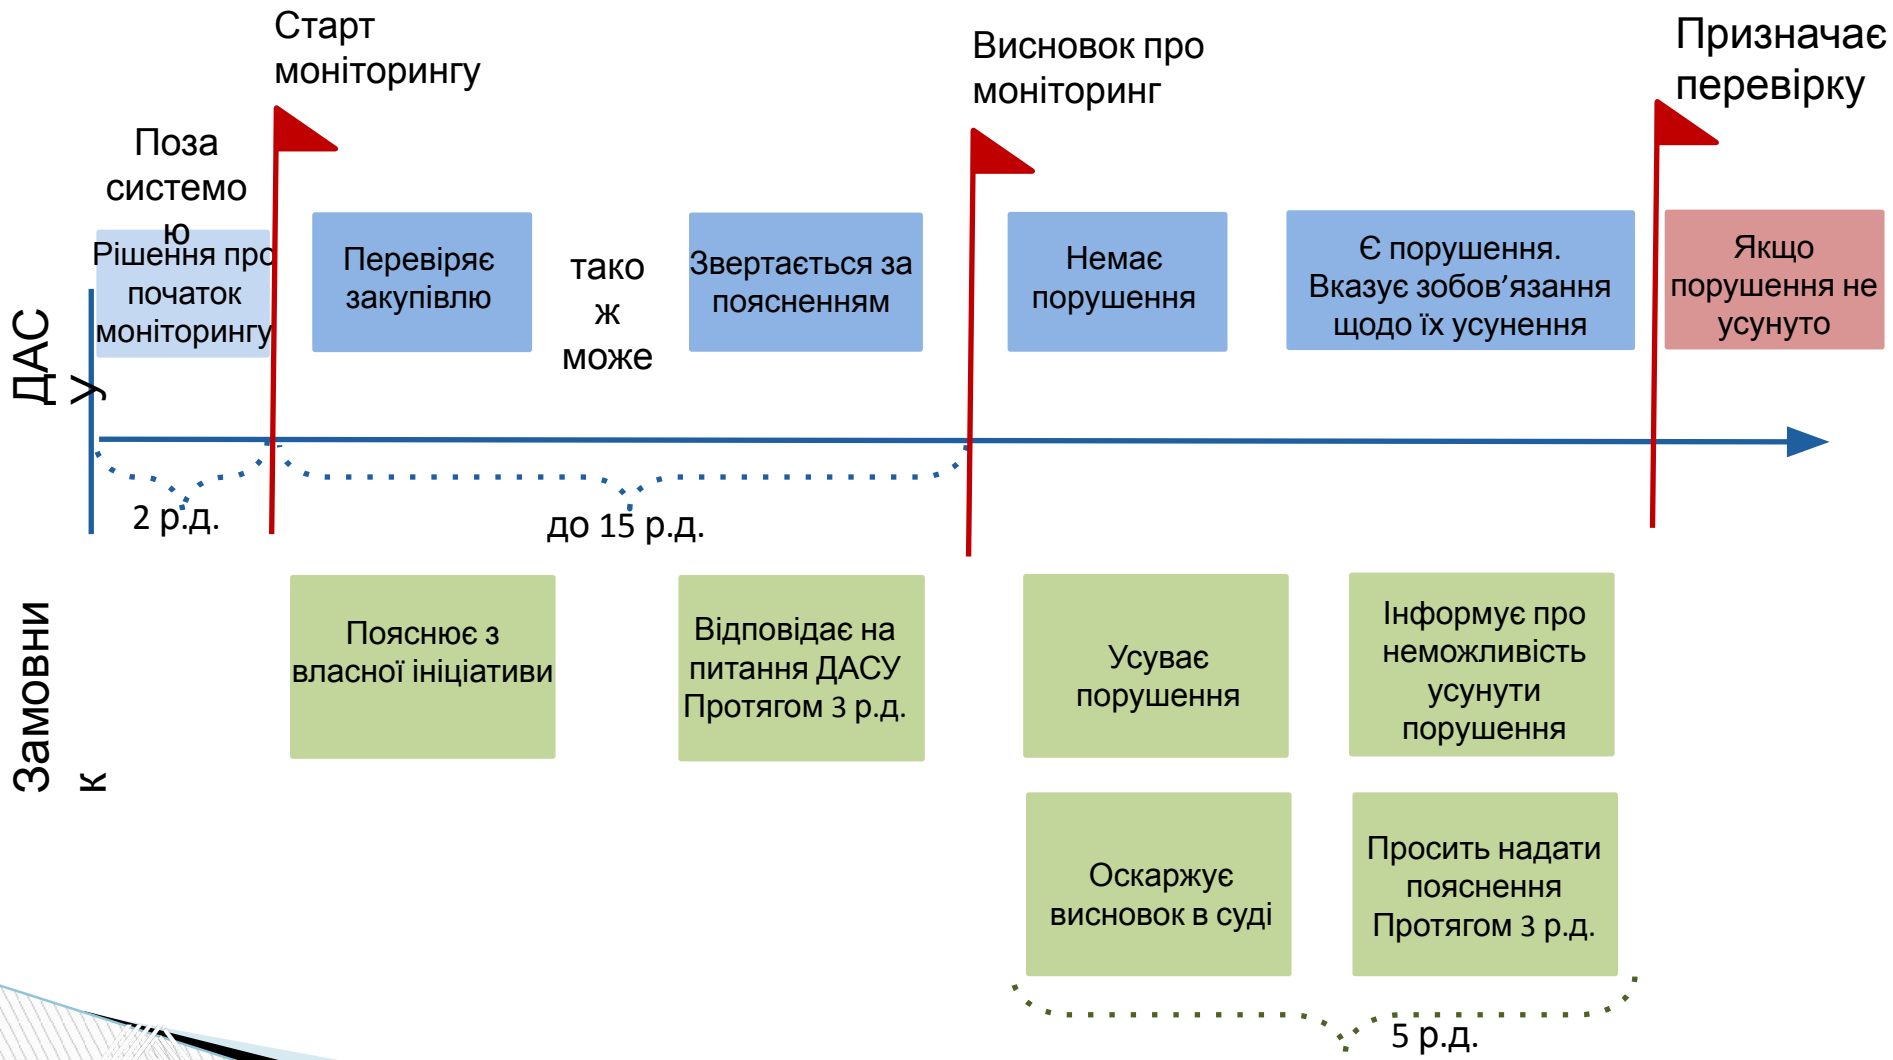 Старт
моніторингу
Висновок про
моніторинг
Призначає
перевірку
Поза
системо
ю
ДАС
У
Рішення про
початок
моніторингу
Перевіряє
закупівлю
тако
ж
може
Звертається за
поясненням
Немає
порушення
Є порушення.
Вказує зобов’язання
щодо їх усунення
Якщо
порушення не
усунуто
2 р.д.
до 15 р.д.
Замовни
к
Пояснює з
власної ініціативи
Відповідає на
питання ДАСУ
Протягом 3 р.д.
Усуває
порушення
Інформує про
неможливість
усунути
порушення
Оскаржує
висновок в суді
Просить надати
пояснення
Протягом 3 р.д.
5 р.д.